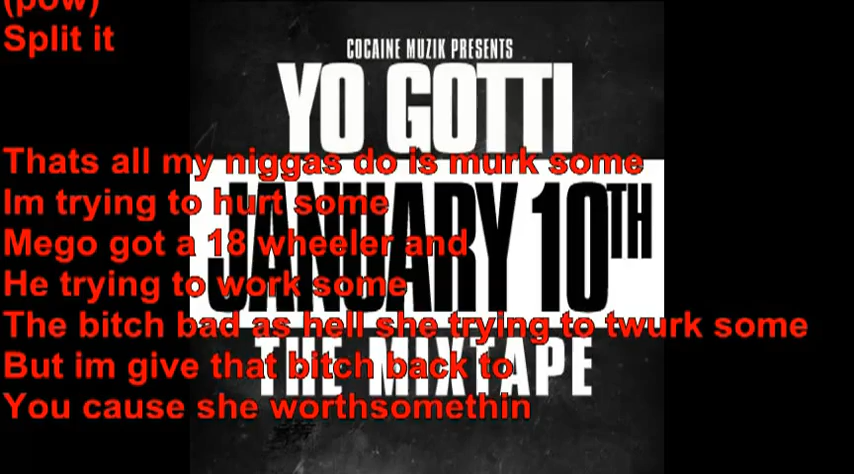 (pow)
Split it
COCAINE MUZIK PRESENTS
YO GOTTI
Thats all my niggas do is murk some
Im trying to hurt some
Mego got a 18 wheeler and
He trying to work some
The bitch bad as hell she trying to twurk some
But im give that bitch back to
You cause she worthsomethin
JANUARY 10TH
THE MIXTAPE